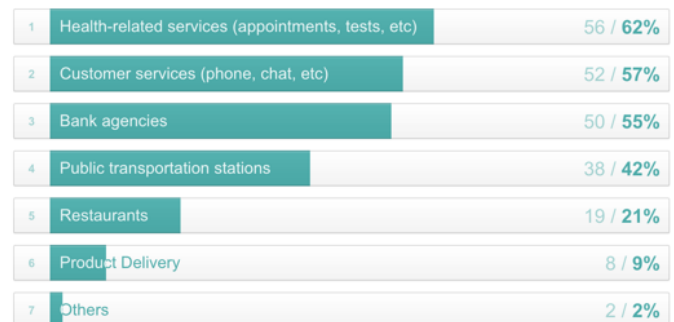 1 Health-related services (appointments, tests, etc) 56 / 62%
2 Customer services (phone, chat, etc) 52 / 57%
3 Bank agencies 50 / 55%
4 Public transportation stations 38 / 42%
5 Restaurants 19 / 21%
6 Product Delivery 8 / 9%
7 Others 2 / 2%